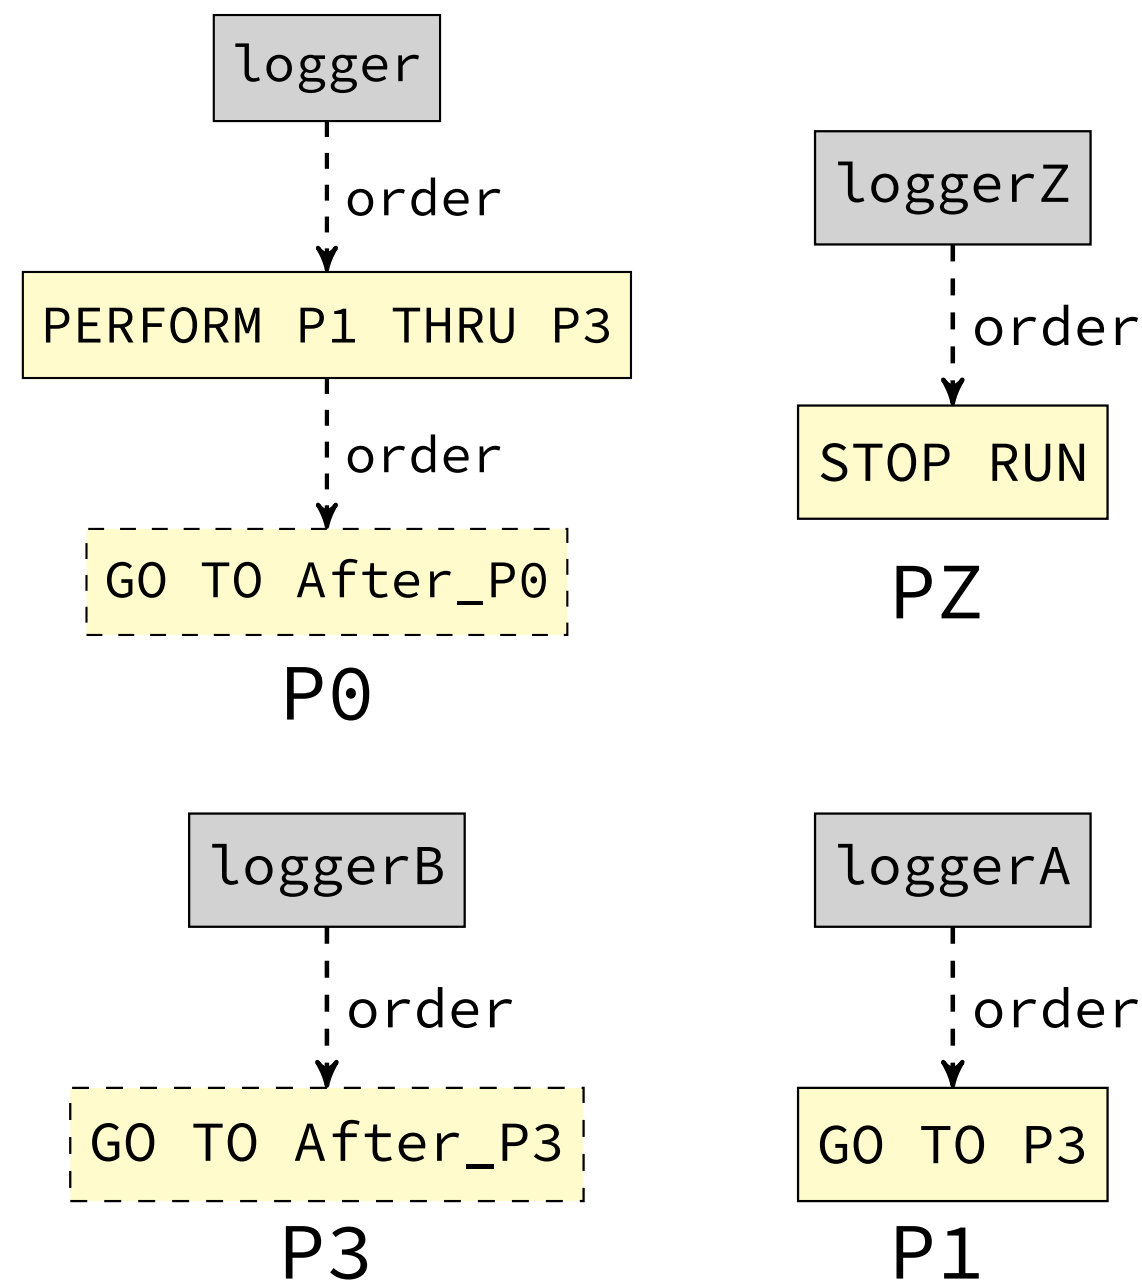 logger
order
PERFORM P1 THRU P3
order
GO TO After_P0
P0
loggerZ
order
STOP RUN
PZ
loggerB
order
GO TO After_P3
P3
loggerA
order
GO TO P3
P1